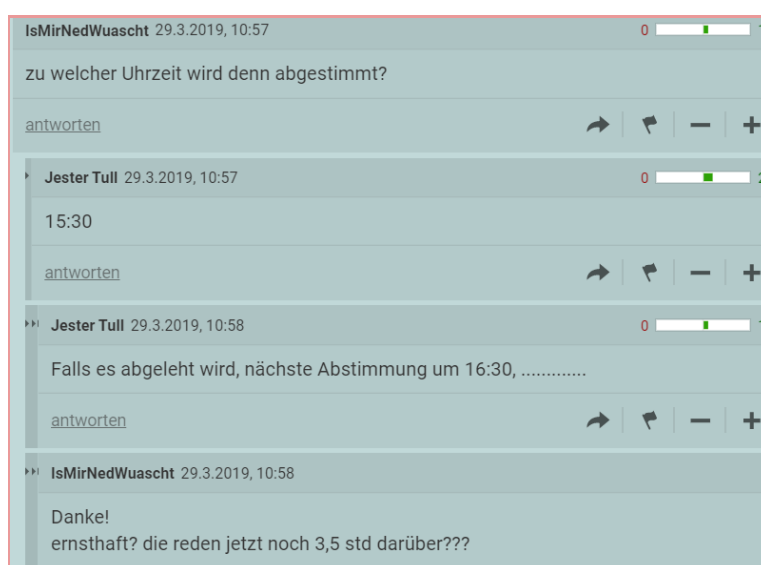 IsMirNedWuascht 29.3.2019, 10:57 0
zu welcher Uhrzeit wird denn abgestimmt?
antworten
Jester Tull 29.3.2019, 10:57 0
15:30
antworten
Jester Tull 29.3.2019, 10:58 0
Falls es abgeleht wird, nächste Abstimmung um 16:30, .............
antworten
IsMirNedWuascht 29.3.2019, 10:58
Danke!
ernsthaft? die reden jetzt noch 3,5 std darüber???